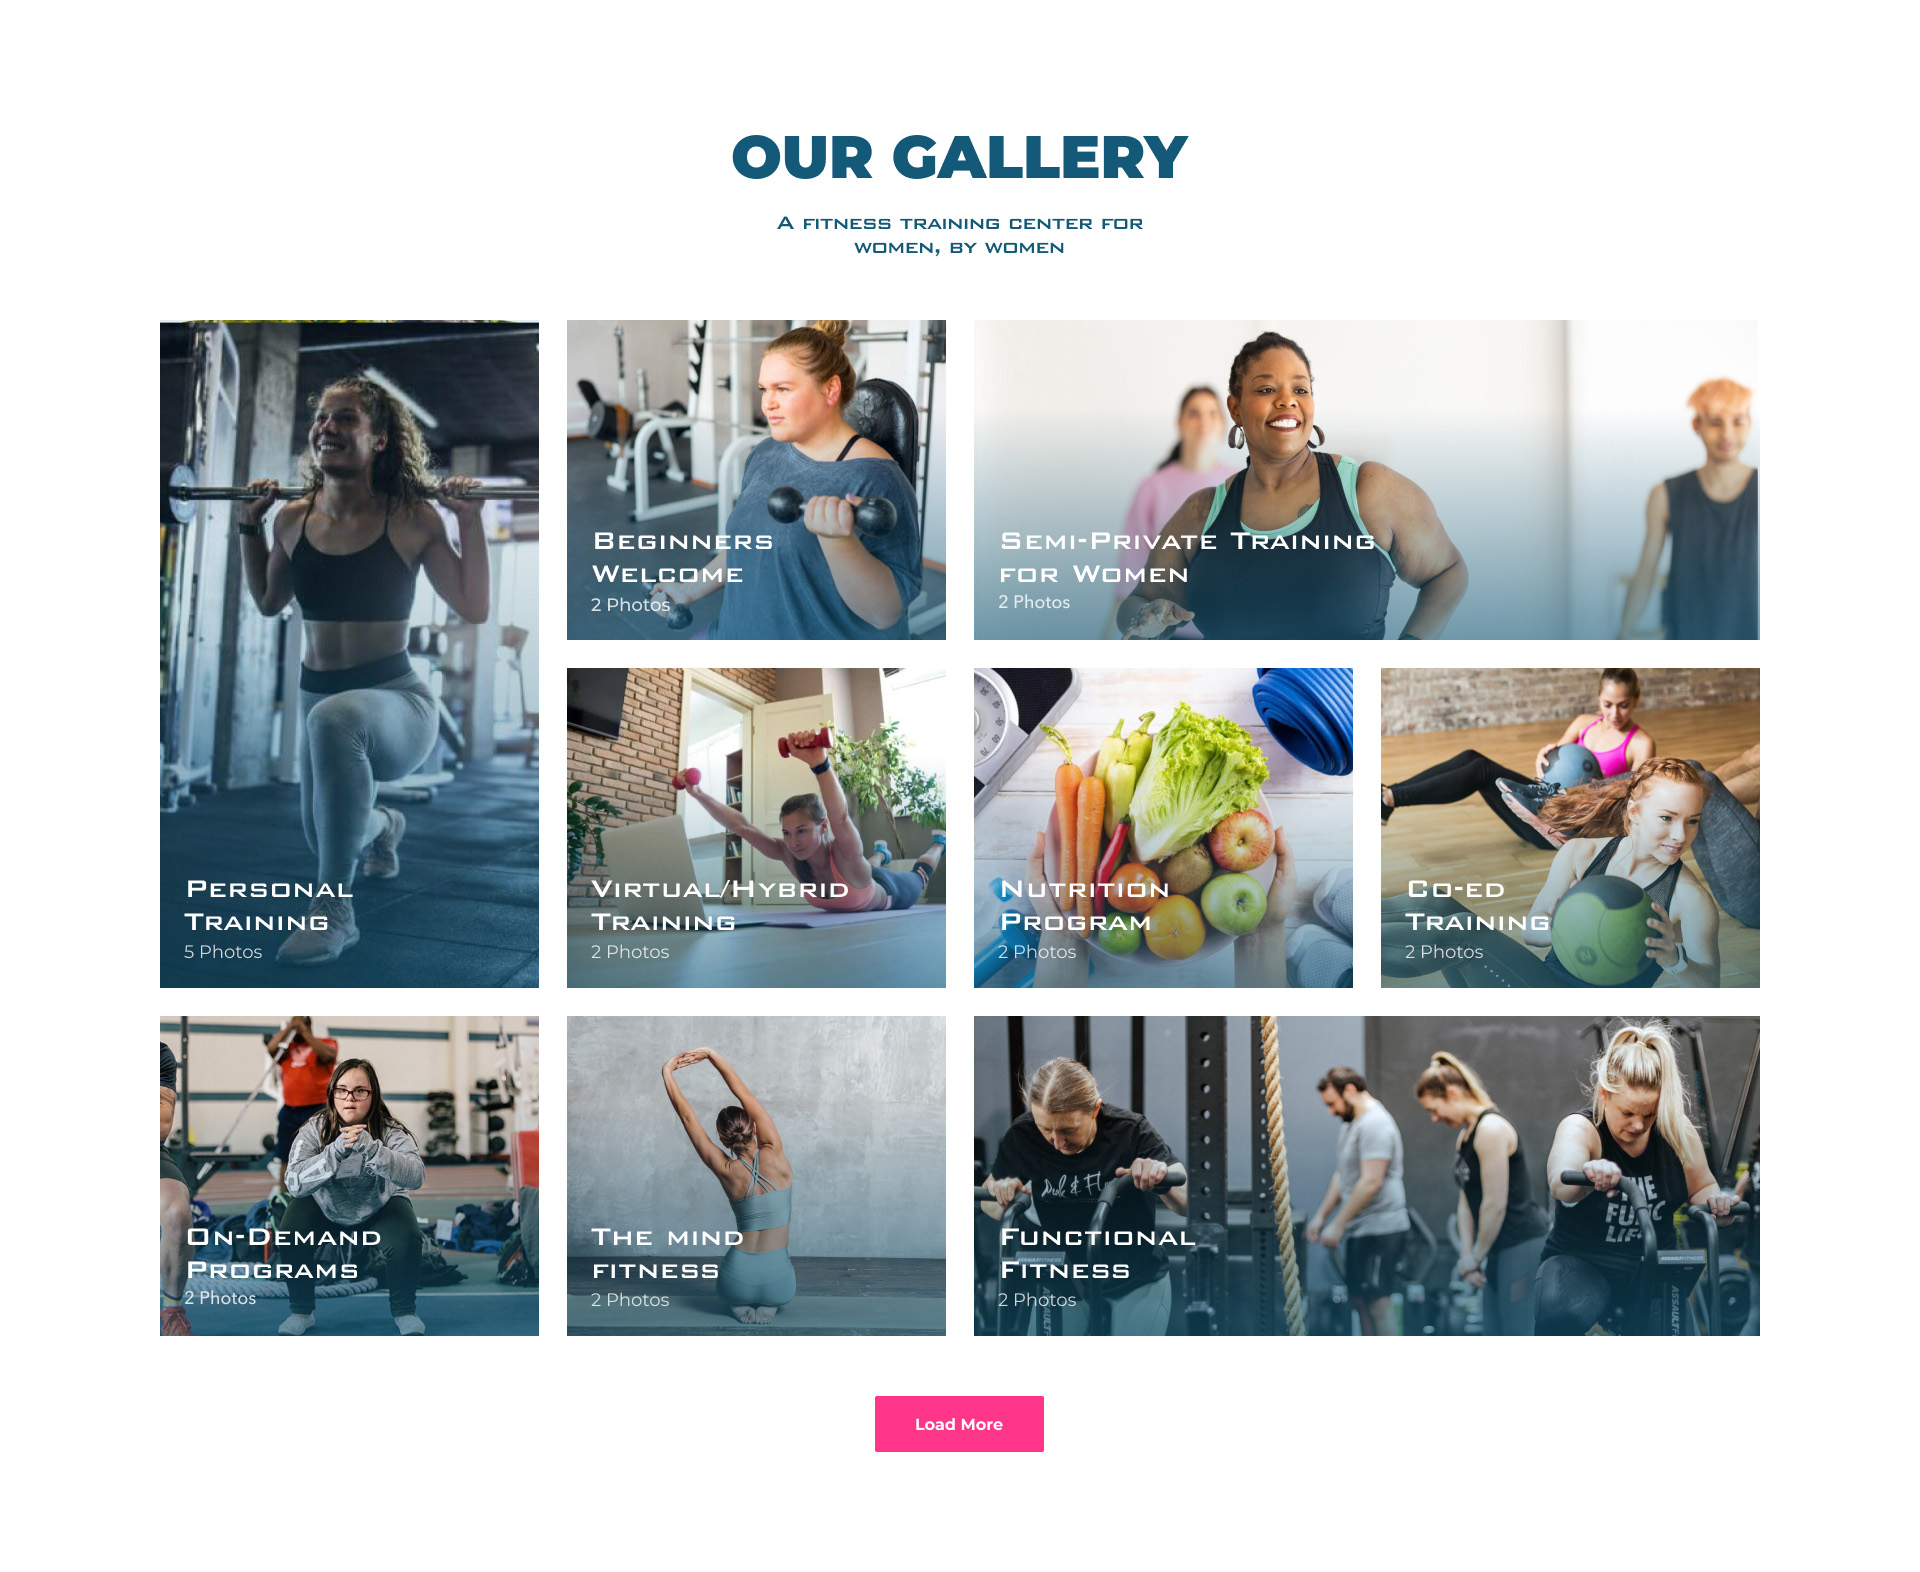 OUR GALLERY
A fitness training center for
women, by women
Beginners
Welcome
2 Photos
Semi-Private Training
for Women
2 Photos
Personal
Training
5 Photos
Virtual/Hybrid
Training
2 Photos
Nutrition
Program
2 Photos
Co-ed
Training
2 Photos
On-Demand
Programs
2 Photos
The mind
fitness
2 Photos
Functional
Fitness
2 Photos
THE
LIFE
Load More